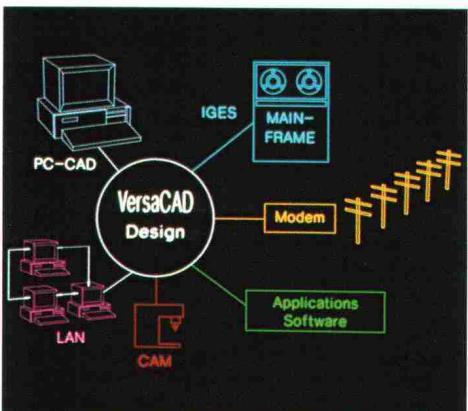 IGES
MAIN-
FRAME
PC-CAD
VersaCAD
Design
Modem
LAN
CAM
Applications
Software